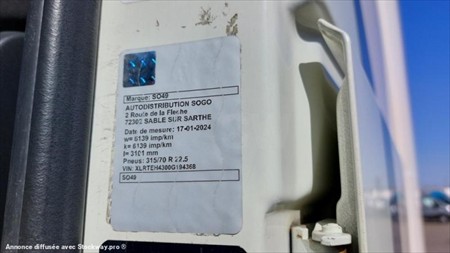 Marque: SO49
AUTODISTRIBUTION SOGO
2 Route de la Fleche
72300 SABLE SUR SARTHE
Date de mesure: 17-01-2024
w= 6139 imp/km
k= 6139 imp/km
l= 3101 mm
Pneus: 315/70 R 22.5
VIN: XLRTEH4300G194368
SO49
Annonce diffusée avec Stockway.pro ®